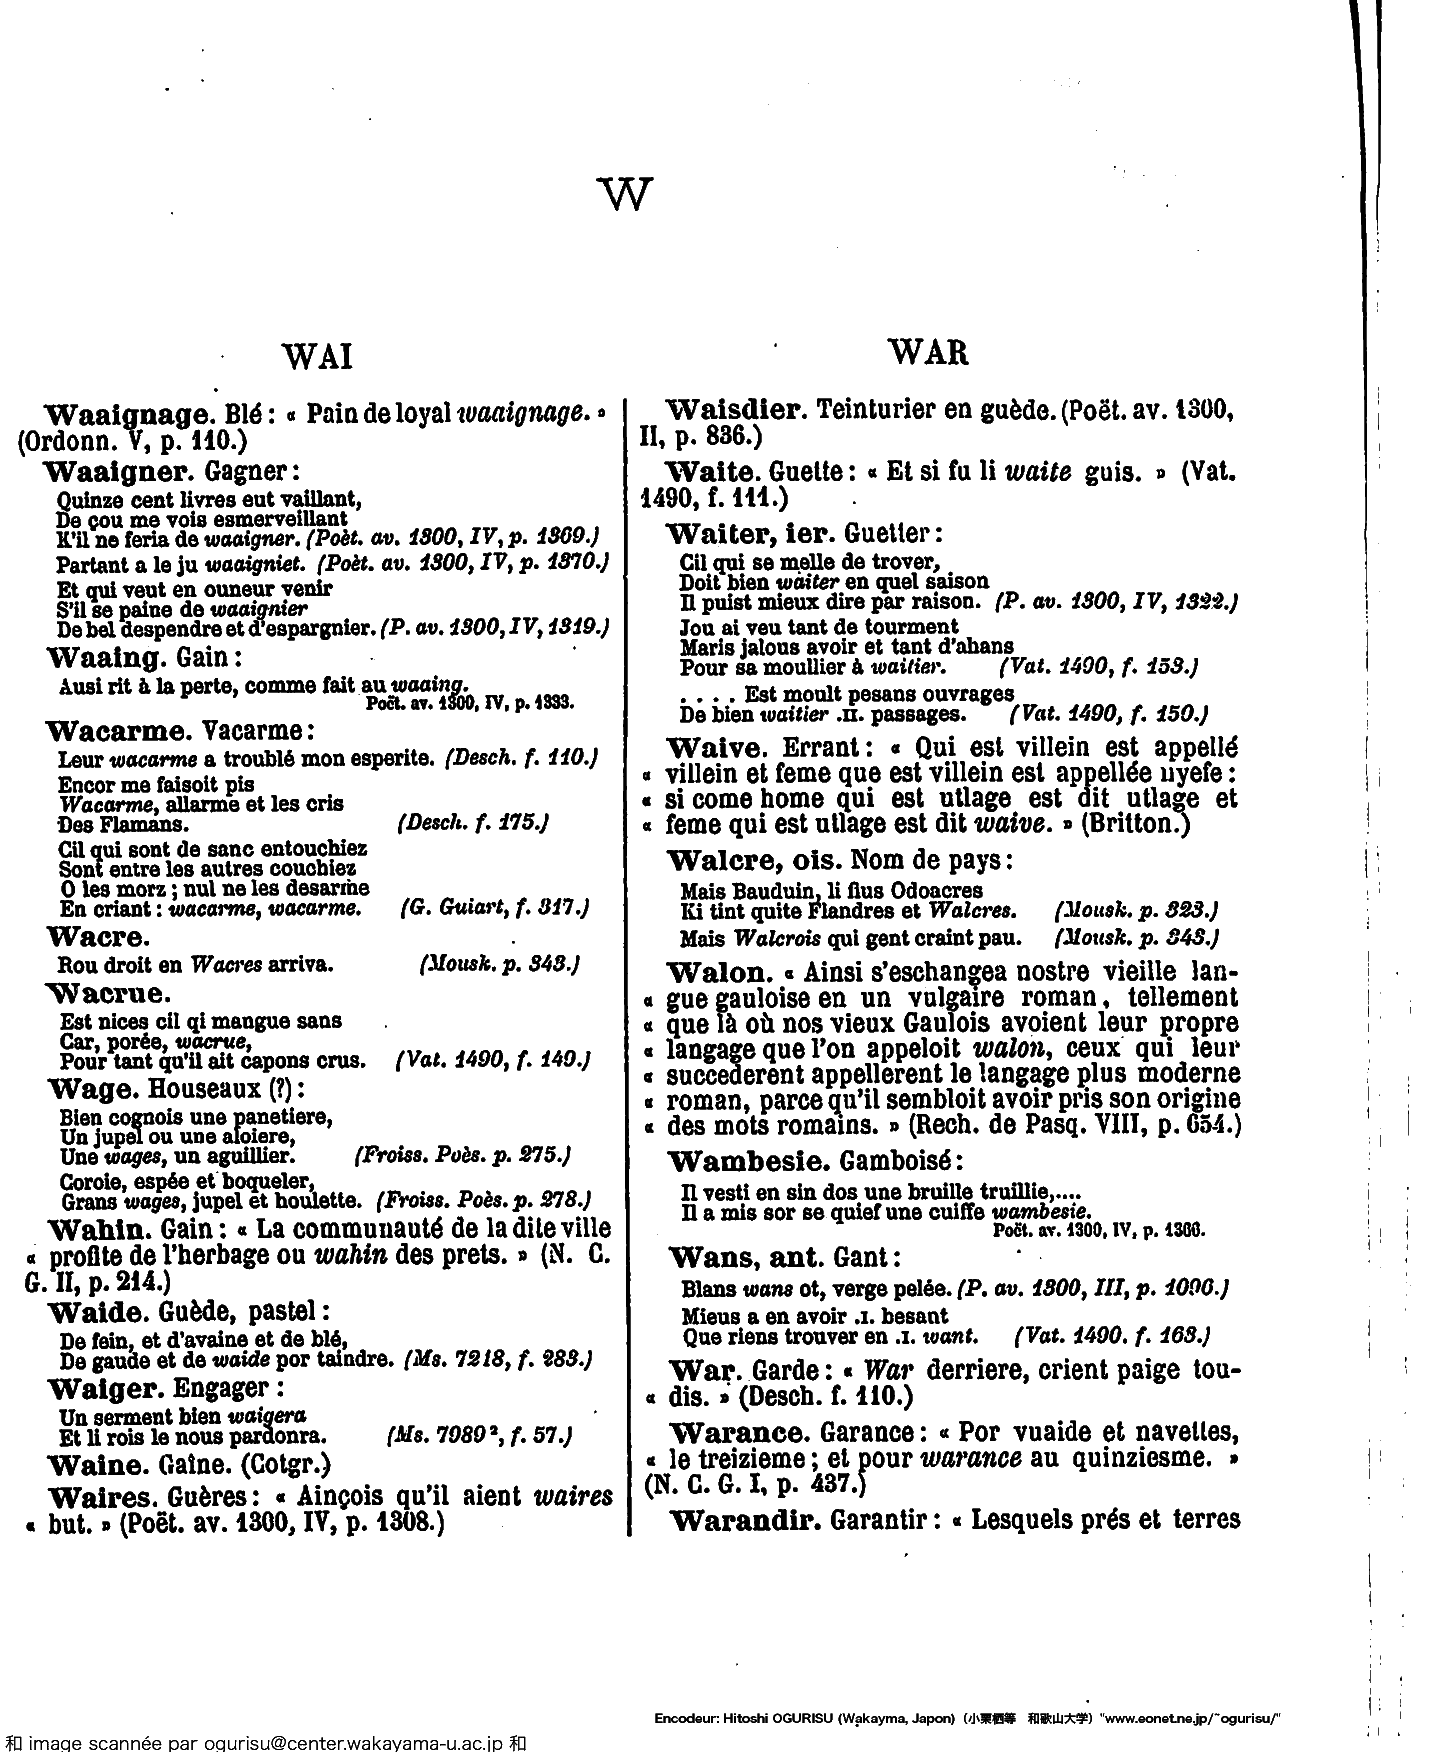 W
WAI
Waaignage. Blé : « Pain de loyal waaignage. »
(Ordonn. V, p. 110.)
Waaigner. Gagner :
Quinze cent livres eut vaillant,
De çou me vois esmerveillant
K'il ne feria de waaigner. (Poèt. av. 1300, IV, p. 1369.)
Partant a le ju waaigniet. (Poèt. av. 1300, IV, p. 1370.)
Et qui veut en ouneur venir
S'il se paine de waaignier
De bel despendre et d'espargnier. (P. av. 1300, IV, 1319.)
Waaing. Gain :
Ausi rit à la perte, comme fait au waaing.
Poët. av. 1300, IV, p. 1333.
Wacarme. Vacarme :
Leur wacarme a troublé mon esperite. (Desch. f. 110.)
Encor me faisoit pis
Wacarme, allarme et les cris
Des Flamans. (Desch. f. 175.)
Cil qui sont de sanc entouchiez
Sont entre les autres couchiez
O les morz ; nul ne les desarme
En criant : wacarme, wacarme. (G. Guiart, f. 317.)
Wacre.
Rou droit en Wacres arriva. (Mousk. p. 343.)
Wacrue.
Est nices cil qi mangue sans
Car, porée, wacrue,
Pour tant qu'il ait capons crus. (Vat. 1490, f. 149.)
Wage. Houseaux (?) :
Bien cognois une panetiere,
Un jupel ou une aloiere,
Une wages, un aguillier. (Froiss. Poès. p. 275.)
Coroie, espée et boqueler,
Grans wages, jupel et houlette. (Froiss. Poès. p. 278.)
Wahin. Gain : « La communauté de la dite ville
« profite de l'herbage ou wahin des prets. » (N. C.
G. II, p. 214.)
Waide. Guède, pastel :
De fein, et d'avaine et de blé,
De gaude et de waide por taindre. (Ms. 7218, f. 283.)
Waiger. Engager :
Un serment bien waigera
Et li rois le nous pardonra. (Ms. 7989², f. 57.)
Waine. Gaîne. (Cotgr.)
Waires. Guères : « Ainçois qu'il aient waires
« but. » (Poët. av. 1300, IV, p. 1308.)
WAR
Waisdier. Teinturier en guède. (Poët. av. 1300,
II, p. 836.)
Waite. Guette : « Et si fu li waite guis. » (Vat.
1490, f. 111.)
Waiter, ier. Guetter :
Cil qui se melle de trover,
Doit bien waiter en quel saison
Il puist mieux dire par raison. (P. av. 1300, IV, 1322.)
Jou ai veu tant de tourment
Maris jalous avoir et tant d'ahans
Pour sa moullier à waitier. (Vat. 1490, f. 153.)
. . . . Est moult pesans ouvrages
De bien waitier .II. passages. (Vat. 1490, f. 150.)
Waive. Errant : « Qui est villein est appellé
« villein et feme que est villein est appellée nyefe :
« si come home qui est utlage est dit utlage et
« feme qui est utlage est dit waive. » (Britton.)
Walcre, ois. Nom de pays :
Mais Bauduin, li fius Odoacres
Ki tint quite Flandres et Walcres. (Mousk. p. 323.)
Mais Walcrois qui gent craint pau. (Mousk. p. 343.)
Walon. « Ainsi s'eschangea nostre vieille lan-
« gue gauloise en un vulgaire roman, tellement
« que là où nos vieux Gaulois avoient leur propre
« langage que l'on appeloit walon, ceux qui leur
« succederent appellerent le langage plus moderne
« roman, parce qu'il sembloit avoir pris son origine
« des mots romains. » (Rech. de Pasq. VIII, p. 654.)
Wambesie. Gamboisé :
Il vesti en sin dos une bruille truillie,....
Il a mis sor se quief une cuiffe wambesie.
Poët. av. 1300, IV, p. 1366.
Wans, ant. Gant :
Blans wans ot, verge pelée. (P. av. 1300, III, p. 1096.)
Mieus a en avoir .I. besant
Que riens trouver en .I. want. (Vat. 1490. f. 163.)
War. Garde : « War derriere, crient paige tou-
« dis. » (Desch. f. 110.)
Warance. Garance : « Por vuaide et navettes,
« le treizieme ; et pour warance au quinziesme. »
(N. C. G. I, p. 437.)
Warandir. Garantir : « Lesquels prés et terres
Encodeur: Hitoshi OGURISU (Wakayma, Japon) (小栗栖等 和歌山大学) "www.eonet.ne.jp/~ogurisu/"
和 image scannée par ogurisu@center.wakayama-u.ac.jp 和